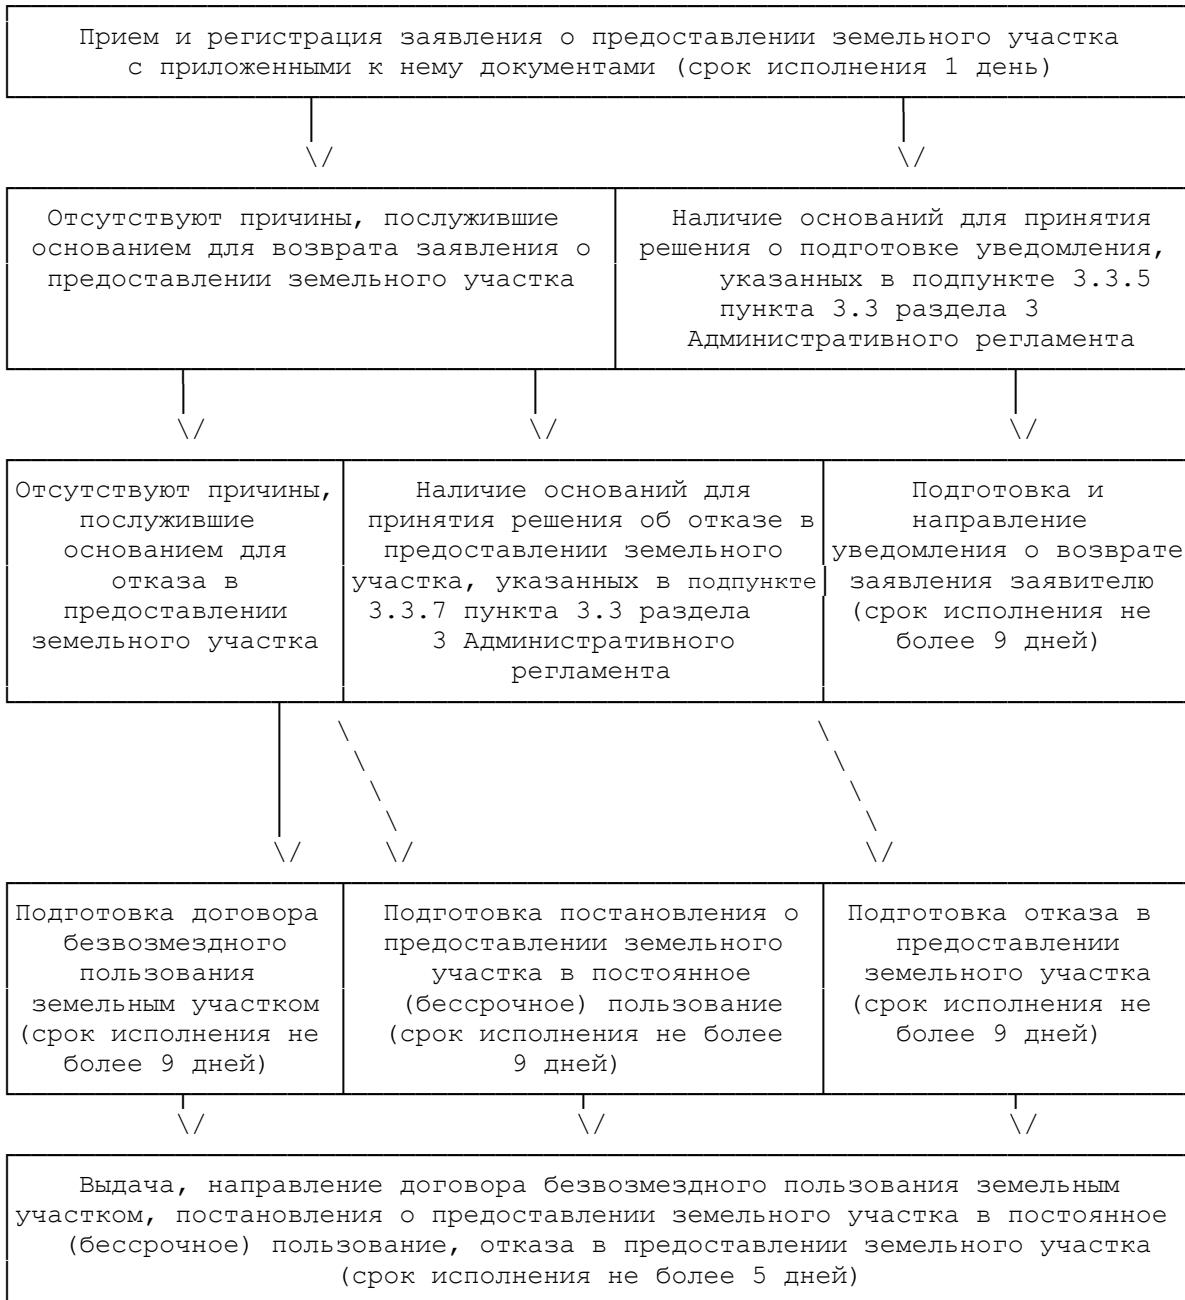 Прием и регистрация заявления о предоставлении земельного участка
с приложенными к нему документами (срок исполнения 1 день)
Отсутствуют причины, послужившие
основанием для возврата заявления о
предоставлении земельного участка
Наличие оснований для принятия
решения о подготовке уведомления,
указанных в подпункте 3.3.5
пункта 3.3 раздела 3
Административного регламента
Отсутствуют причины,
послужившие
основанием для
отказа в
предоставлении
земельного участка
Наличие оснований для
принятия решения об отказе в
предоставлении земельного
участка, указанных в подпункте
3.3.7 пункта 3.3 раздела
3 Административного
регламента
Подготовка и
направление
уведомления о возврате
заявления заявителю
(срок исполнения не
более 9 дней)
Подготовка договора
безвозмездного
пользования
земельным участком
(срок исполнения не
более 9 дней)
Подготовка постановления о
предоставлении земельного
участка в постоянное
(бессрочное) пользование
(срок исполнения не более
9 дней)
Подготовка отказа в
предоставлении
земельного участка
(срок исполнения не
более 9 дней)
Выдача, направление договора безвозмездного пользования земельным
участком, постановления о предоставлении земельного участка в постоянное
(бессрочное) пользование, отказа в предоставлении земельного участка
(срок исполнения не более 5 дней)